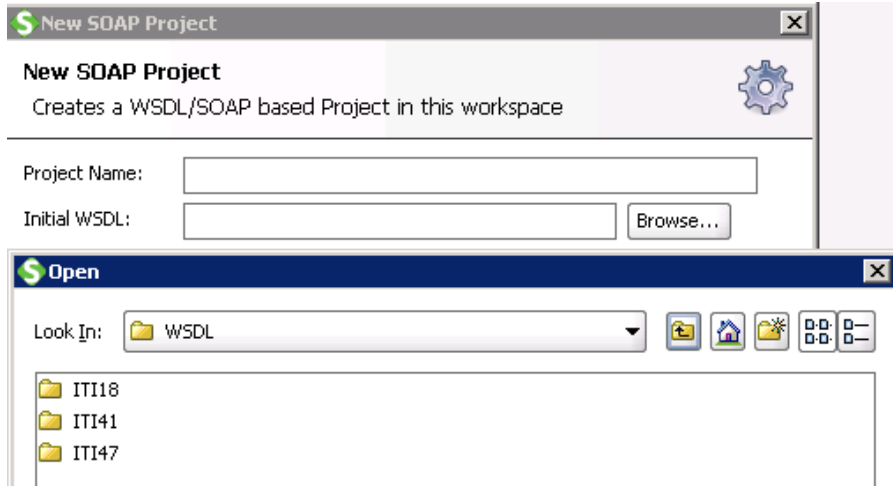 New SOAP Project
New SOAP Project
Creates a WSDL/SOAP based Project in this workspace
Project Name:
Initial WSDL: Browse...
Open
Look In: WSDL
ITI18
ITI41
ITI47